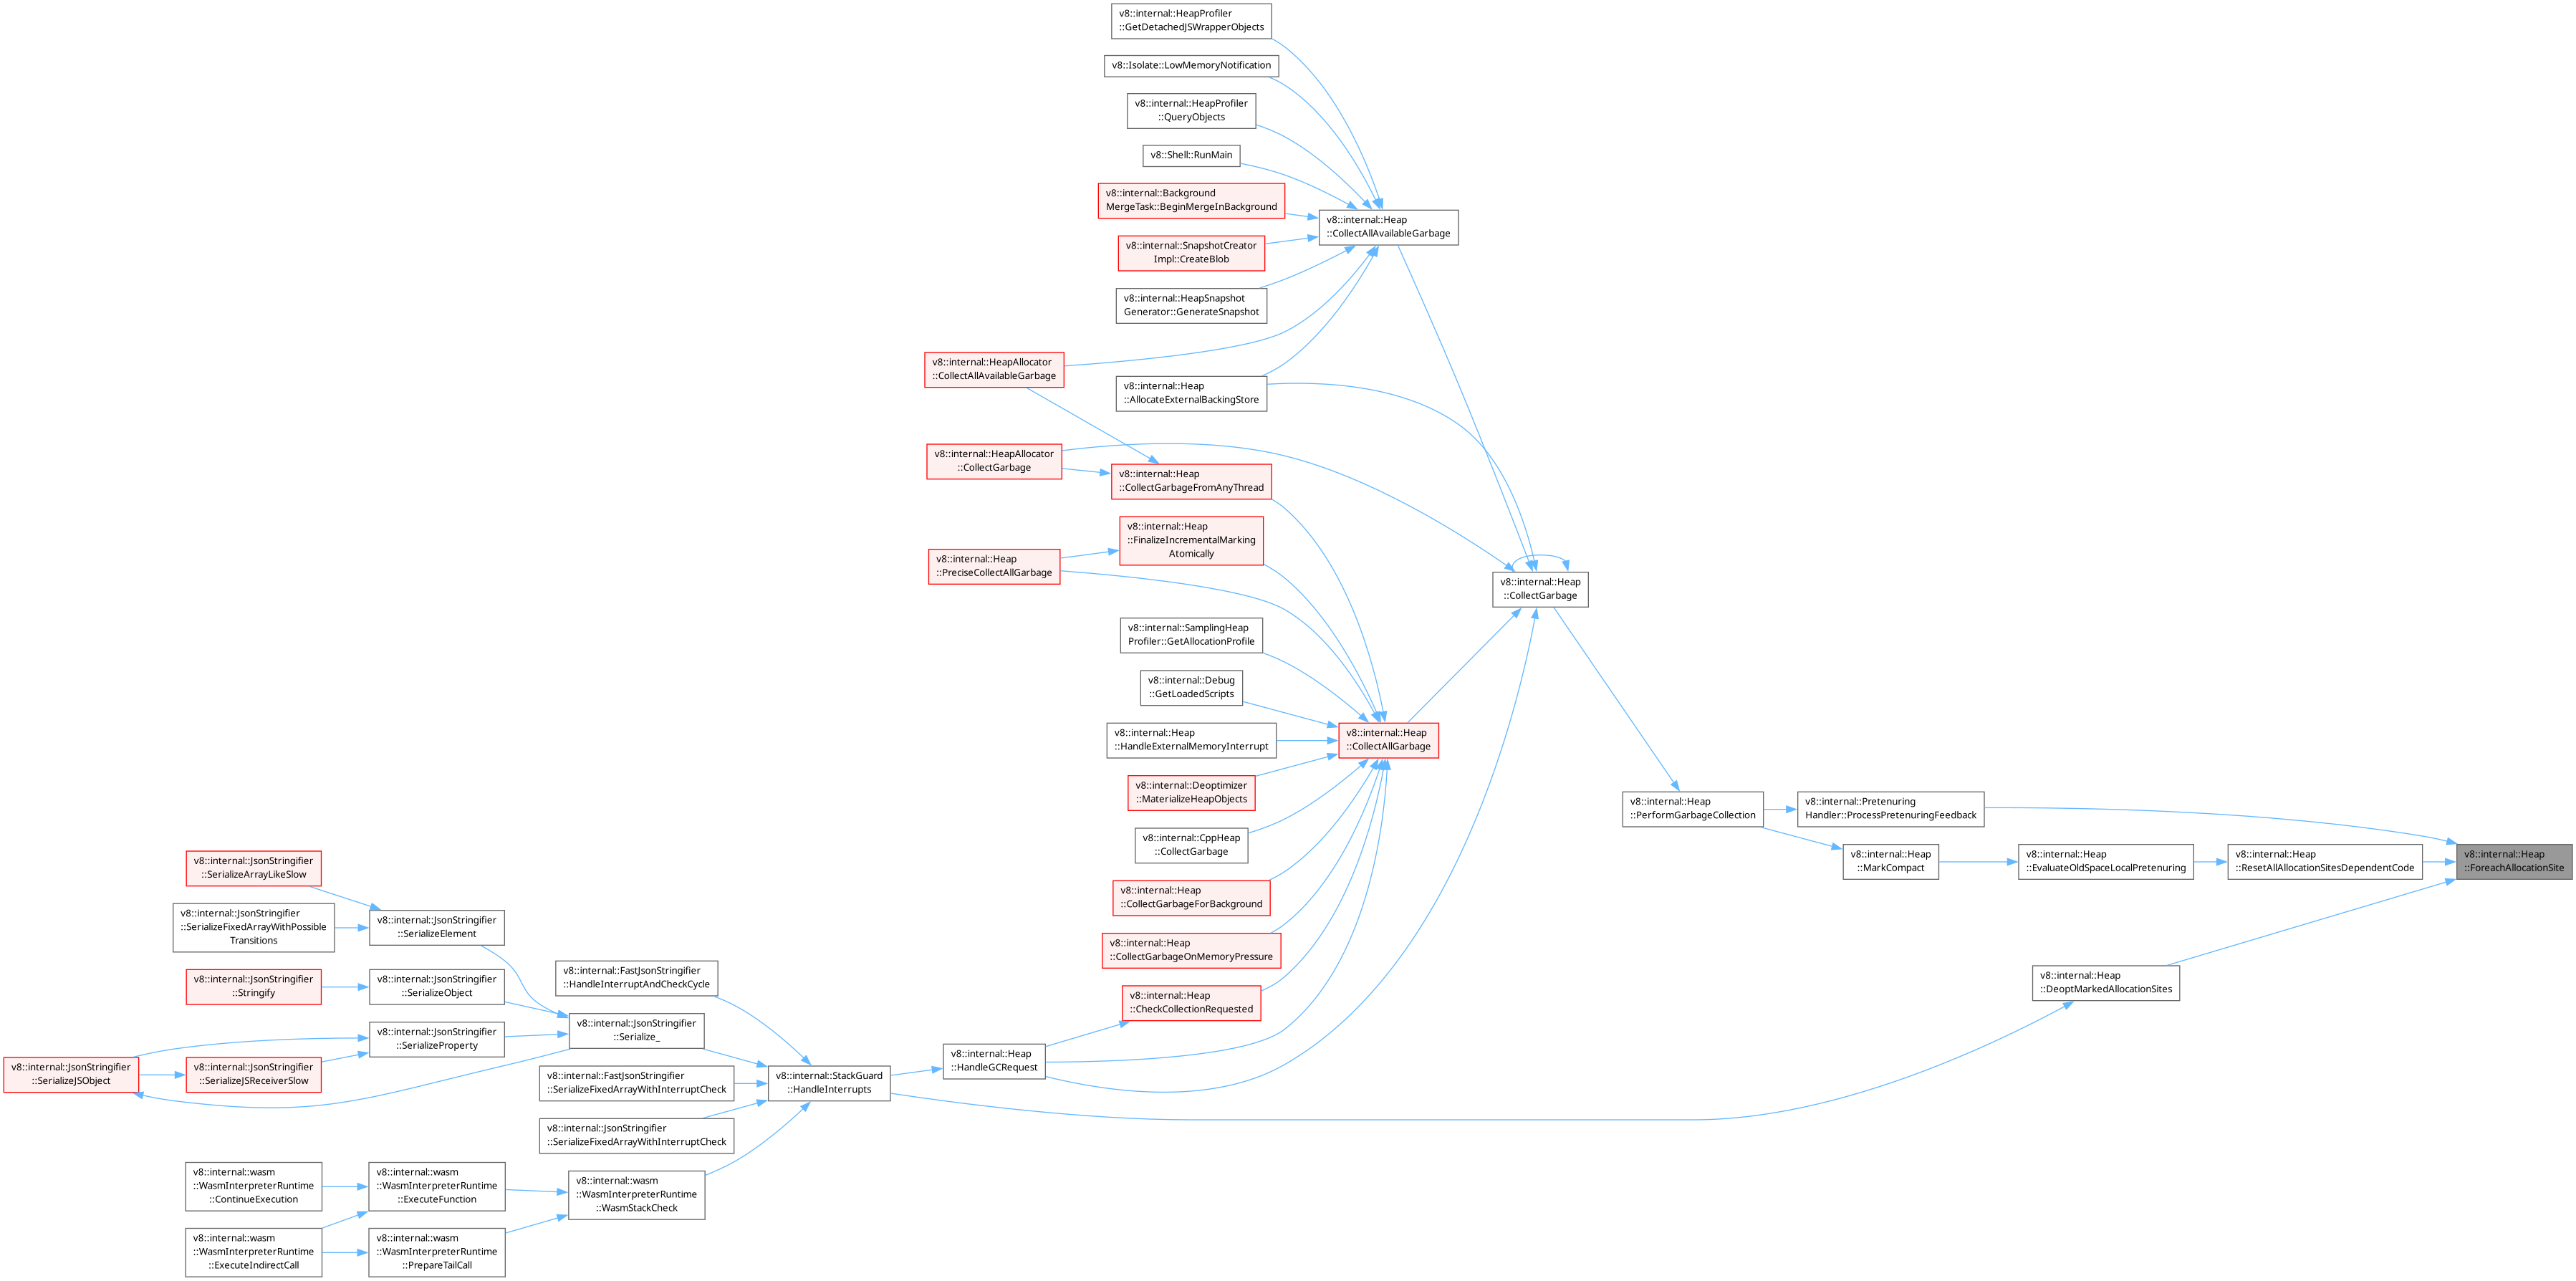 v8::internal::HeapProfiler
::GetDetachedJSWrapperObjects
v8::Isolate::LowMemoryNotification
v8::internal::HeapProfiler
::QueryObjects
v8::Shell::RunMain
v8::internal::Background
MergeTask::BeginMergeInBackground
v8::internal::Heap
::CollectAllAvailableGarbage
v8::internal::SnapshotCreator
Impl::CreateBlob
v8::internal::HeapSnapshot
Generator::GenerateSnapshot
v8::internal::HeapAllocator
::CollectAllAvailableGarbage
v8::internal::Heap
::AllocateExternalBackingStore
v8::internal::HeapAllocator
::CollectGarbage
v8::internal::Heap
::CollectGarbageFromAnyThread
v8::internal::Heap
::FinalizeIncrementalMarking
Atomically
v8::internal::Heap
::PreciseCollectAllGarbage
v8::internal::Heap
::CollectGarbage
v8::internal::SamplingHeap
Profiler::GetAllocationProfile
v8::internal::Debug
::GetLoadedScripts
v8::internal::Heap
::HandleExternalMemoryInterrupt
v8::internal::Heap
::CollectAllGarbage
v8::internal::Deoptimizer
::MaterializeHeapObjects
v8::internal::Heap
::PerformGarbageCollection
v8::internal::Pretenuring
Handler::ProcessPretenuringFeedback
v8::internal::CppHeap
::CollectGarbage
v8::internal::Heap
::MarkCompact
v8::internal::Heap
::EvaluateOldSpaceLocalPretenuring
v8::internal::Heap
::ResetAllAllocationSitesDependentCode
v8::internal::Heap
::ForeachAllocationSite
v8::internal::JsonStringifier
::SerializeArrayLikeSlow
v8::internal::Heap
::CollectGarbageForBackground
v8::internal::JsonStringifier
::SerializeFixedArrayWithPossible
Transitions
v8::internal::JsonStringifier
::SerializeElement
v8::internal::Heap
::CollectGarbageOnMemoryPressure
v8::internal::JsonStringifier
::Stringify
v8::internal::JsonStringifier
::SerializeObject
v8::internal::FastJsonStringifier
::HandleInterruptAndCheckCycle
v8::internal::Heap
::DeoptMarkedAllocationSites
v8::internal::Heap
::CheckCollectionRequested
v8::internal::JsonStringifier
::SerializeProperty
v8::internal::JsonStringifier
::Serialize_
v8::internal::Heap
::HandleGCRequest
v8::internal::JsonStringifier
::SerializeJSObject
v8::internal::JsonStringifier
::SerializeJSReceiverSlow
v8::internal::FastJsonStringifier
::SerializeFixedArrayWithInterruptCheck
v8::internal::StackGuard
::HandleInterrupts
v8::internal::JsonStringifier
::SerializeFixedArrayWithInterruptCheck
v8::internal::wasm
::WasmInterpreterRuntime
::ContinueExecution
v8::internal::wasm
::WasmInterpreterRuntime
::ExecuteFunction
v8::internal::wasm
::WasmInterpreterRuntime
::WasmStackCheck
v8::internal::wasm
::WasmInterpreterRuntime
::ExecuteIndirectCall
v8::internal::wasm
::WasmInterpreterRuntime
::PrepareTailCall